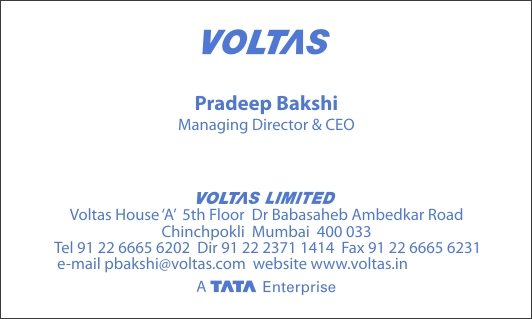 VOLTAS
Pradeep Bakshi
Managing Director & CEO
VOLTAS LIMITED
Voltas House ‘A’ 5th Floor Dr Babasaheb Ambedkar Road
Chinchpokli Mumbai 400 033
Tel 91 22 6665 6202 Dir 91 22 2371 1414 Fax 91 22 6665 6231
e-mail pbakshi@voltas.com website www.voltas.in
A TATA Enterprise